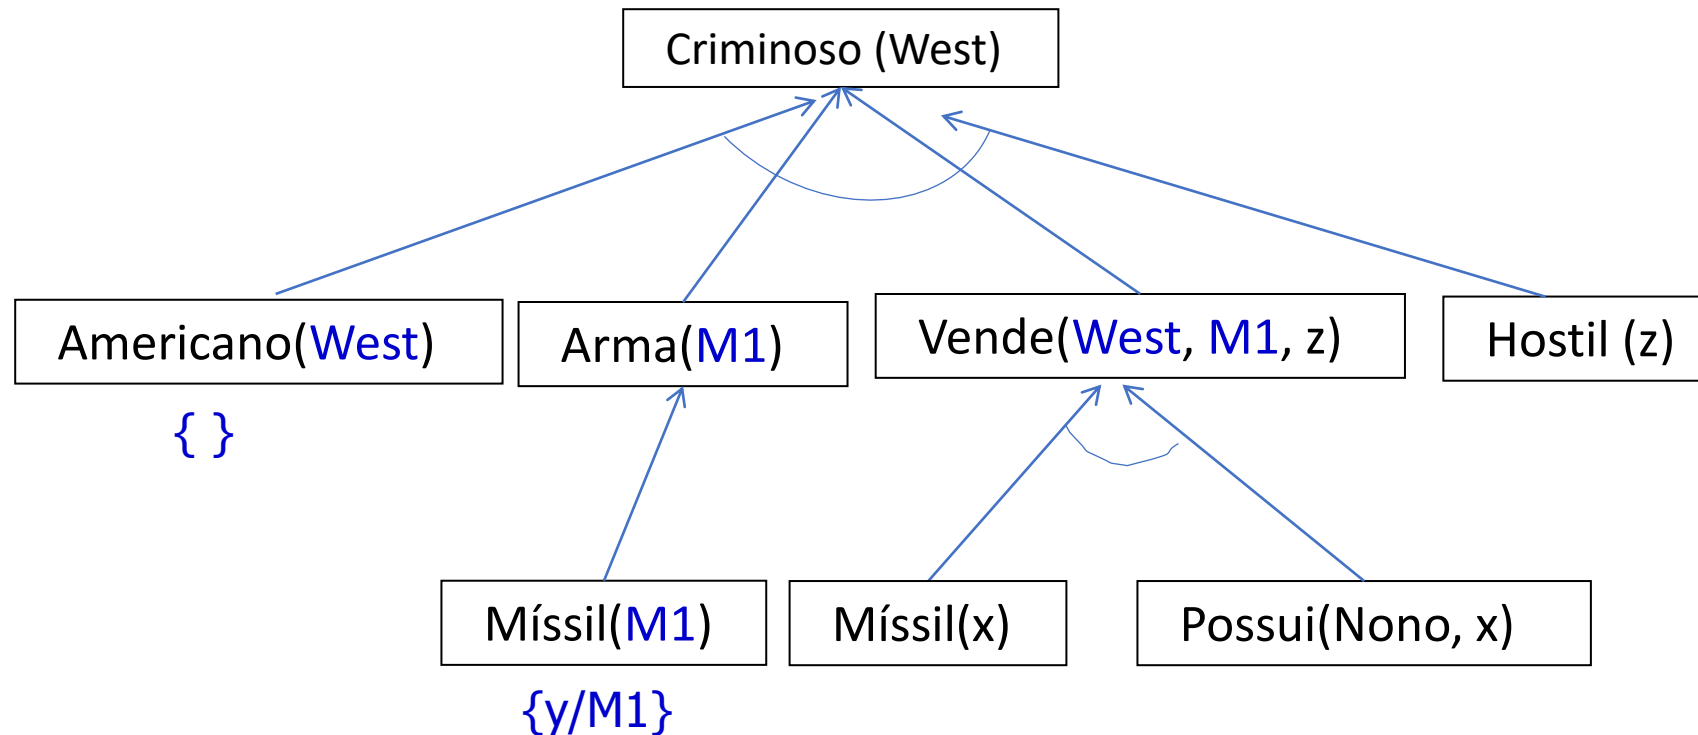 Criminoso (West)
Americano(West)
Arma(M1)
Vende(West, M1, z)
Hostil (z)
{ }
Míssil(M1)
Míssil(x)
Possui(Nono, x)
{y/M1}